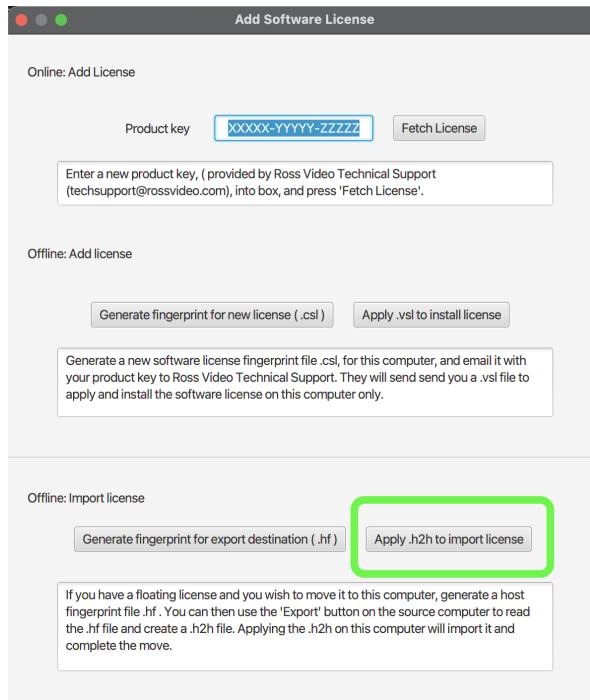 Add Software License
Online: Add License
Product key XXXXX-YYYYY-ZZZZZ Fetch License
Enter a new product key, ( provided by Ross Video Technical Support
(techsupport@rossvideo.com), into box, and press 'Fetch License'.
Offline: Add license
Generate fingerprint for new license ( .csl ) Apply .vsl to install license
Generate a new software license fingerprint file .csl, for this computer, and email it with
your product key to Ross Video Technical Support. They will send send you a .vsl file to
apply and install the software license on this computer only.
Offline: Import license
Generate fingerprint for export destination ( .hf ) Apply .h2h to import license
If you have a floating license and you wish to move it to this computer, generate a host
fingerprint file .hf . You can then use the 'Export' button on the source computer to read
the .hf file and create a .h2h file. Applying the .h2h on this computer will import it and
complete the move.